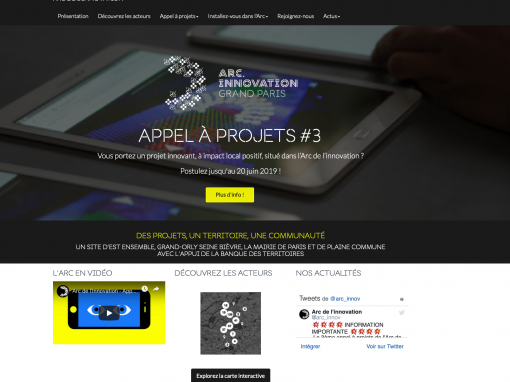 Présentation Découvrez les acteurs Appel à projets Installez-vous dans l'Arc Rejoignez-nous Actus
ARC.
INNOVATION
GRAND.PARIS
APPEL À PROJETS #3
Vous portez un projet innovant, à impact local positif, situé dans l'Arc de l'innovation ?
Postulez jusqu'au 20 juin 2019 !
Plus d'info !
DES PROJETS, UN TERRITOIRE, UNE COMMUNAUTÉ
UN SITE D'EST ENSEMBLE, GRAND-ORLY SEINE BIÈVRE, LA MAIRIE DE PARIS ET DE PLAINE COMMUNE
AVEC L'APPUI DE LA BANQUE DES TERRITOIRES
L'ARC EN VIDÉO
DÉCOUVREZ LES ACTEURS
NOS ACTUALITÉS
Arc de l'Innovation
Tweets de @arc_innov
Arc de l'innovation
@arc_innov
INFORMATION
IMPORTANTE
Intégrer Voir sur Twitter
Explorez la carte interactive